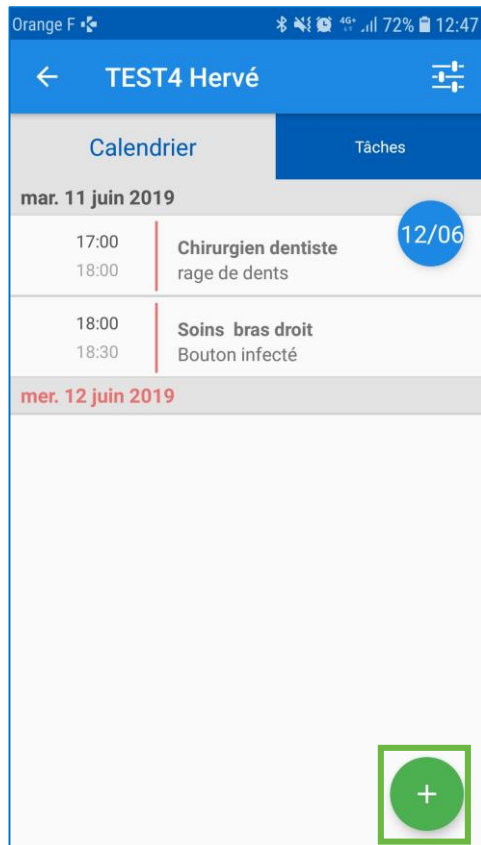 Orange F 4G+ 72% 12:47
TEST4 Hervé
Calendrier Tâches
mar. 11 juin 2019
12/06
17:00 Chirurgien dentiste
18:00 rage de dents
18:00 Soins bras droit
18:30 Bouton infecté
mer. 12 juin 2019
+